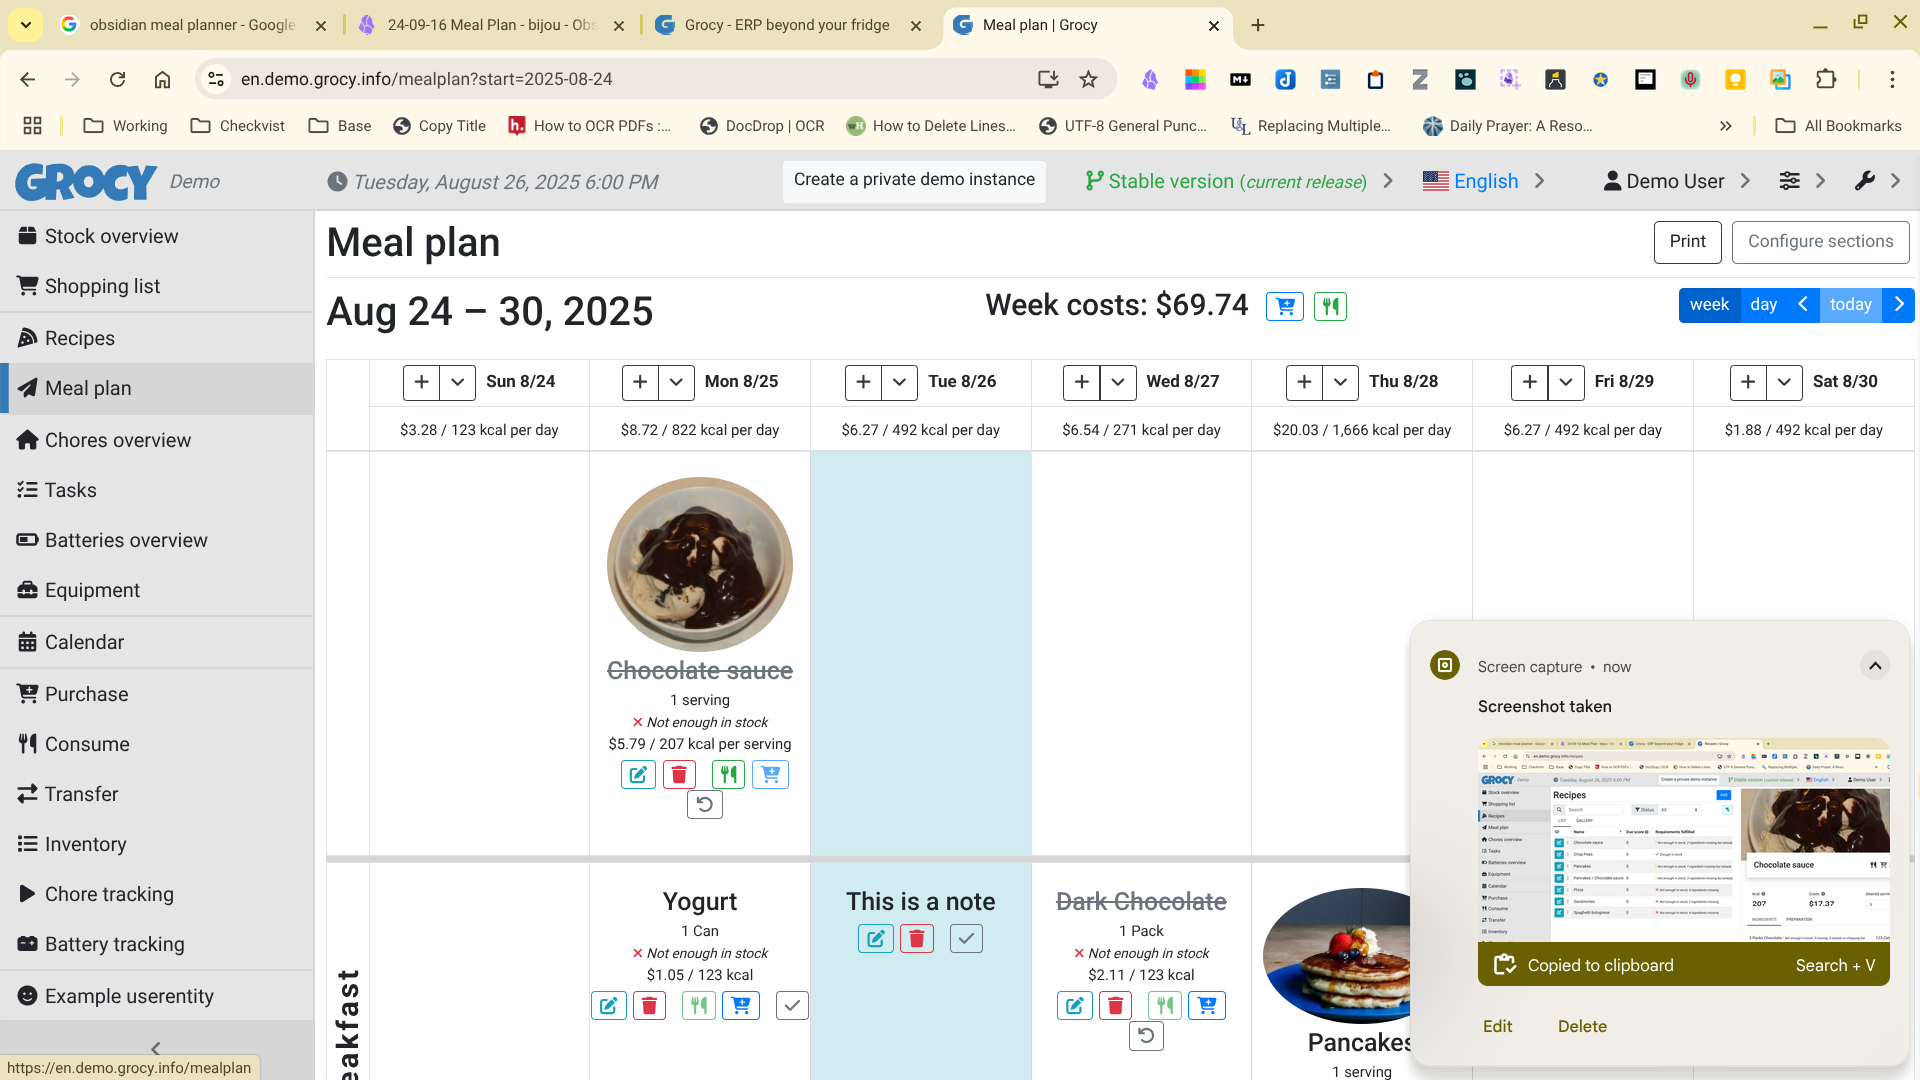 obsidian meal planner - Google
24-09-16 Meal Plan - bijou - Obs
Grocy - ERP beyond your fridge
Meal plan | Grocy
en.demo.grocy.info/mealplan?start=2025-08-24
Working
Checkvist
Base
Copy Title
How to OCR PDFs :...
DocDrop | OCR
How to Delete Lines...
UTF-8 General Punc...
Replacing Multiple...
Daily Prayer: A Reso...
All Bookmarks
GROCY Demo
Tuesday, August 26, 2025 6:00 PM
Create a private demo instance
Stable version (current release)
English
Demo User
Stock overview
Shopping list
Recipes
Meal plan
Chores overview
Tasks
Batteries overview
Equipment
Calendar
Purchase
Consume
Transfer
Inventory
Chore tracking
Battery tracking
Example userentity
https://en.demo.grocy.info/mealplan
Meal plan
Print
Configure sections
Aug 24 – 30, 2025
Week costs: $69.74
week day today
Sun 8/24
Mon 8/25
Tue 8/26
Wed 8/27
Thu 8/28
Fri 8/29
Sat 8/30
$3.28 / 123 kcal per day
$8.72 / 822 kcal per day
$6.27 / 492 kcal per day
$6.54 / 271 kcal per day
$20.03 / 1,666 kcal per day
$6.27 / 492 kcal per day
$1.88 / 492 kcal per day
Chocolate sauce
1 serving
Not enough in stock
$5.79 / 207 kcal per serving
eakfast
Yogurt
1 Can
Not enough in stock
$1.05 / 123 kcal
This is a note
Dark Chocolate
1 Pack
Not enough in stock
$2.11 / 123 kcal
Pancakes
1 serving
Screen capture • now
Screenshot taken
GROCY Demo
Recipes
Chocolate sauce
207
$17.37
Copied to clipboard
Search + V
Edit
Delete